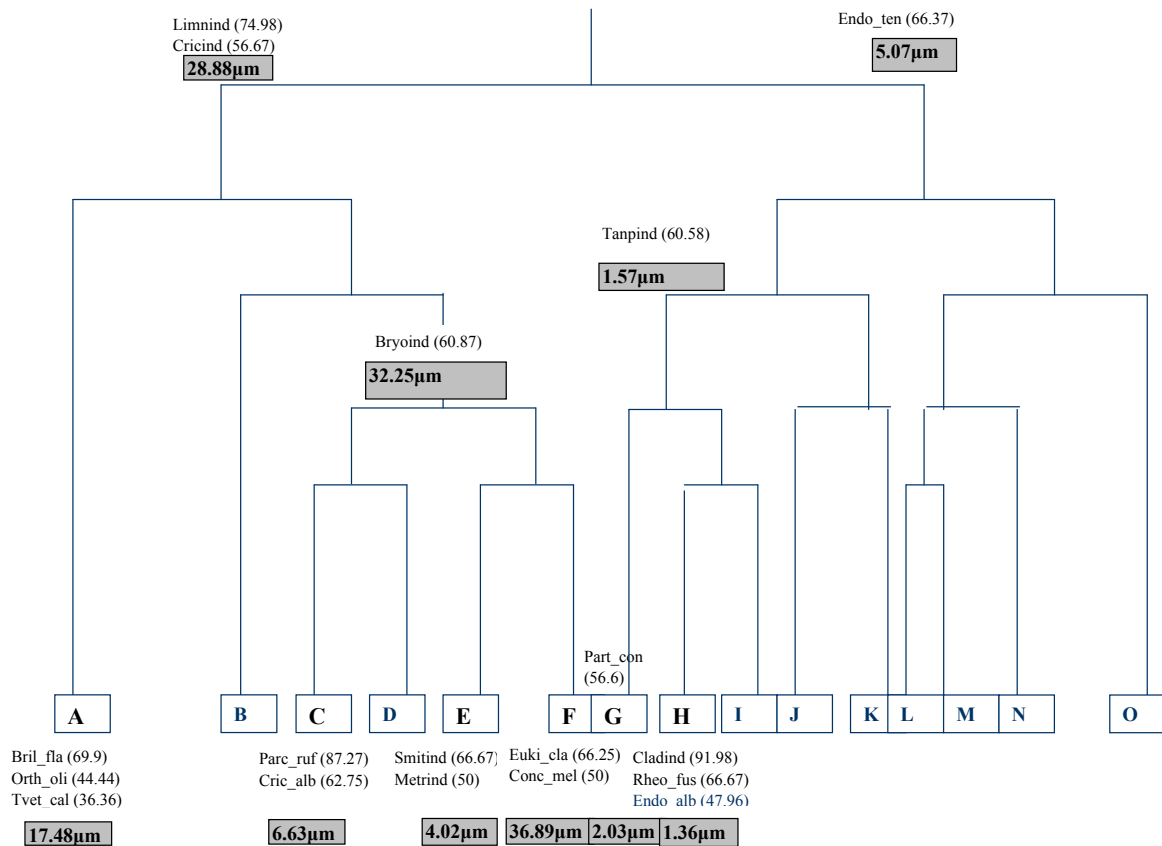 Limnind (74.98)
Cricind (56.67)
28.88µm
Endo_ten (66.37)
5.07µm
Tanpind (60.58)
1.57µm
Bryoind (60.87)
32.25µm
Part_con
(56.6)
A B C D E F G H I J K L M N O
Bril_fla (69.9)
Orth_oli (44.44)
Tvet_cal (36.36)
17.48µm
Parc_ruf (87.27)
Cric_alb (62.75)
6.63µm
Smitind (66.67)
Metrind (50)
4.02µm
Euki_cla (66.25)
Conc_mel (50)
36.89µm
2.03µm
Cladind (91.98)
Rheo_fus (66.67)
Endo_alb (47.96)
1.36µm